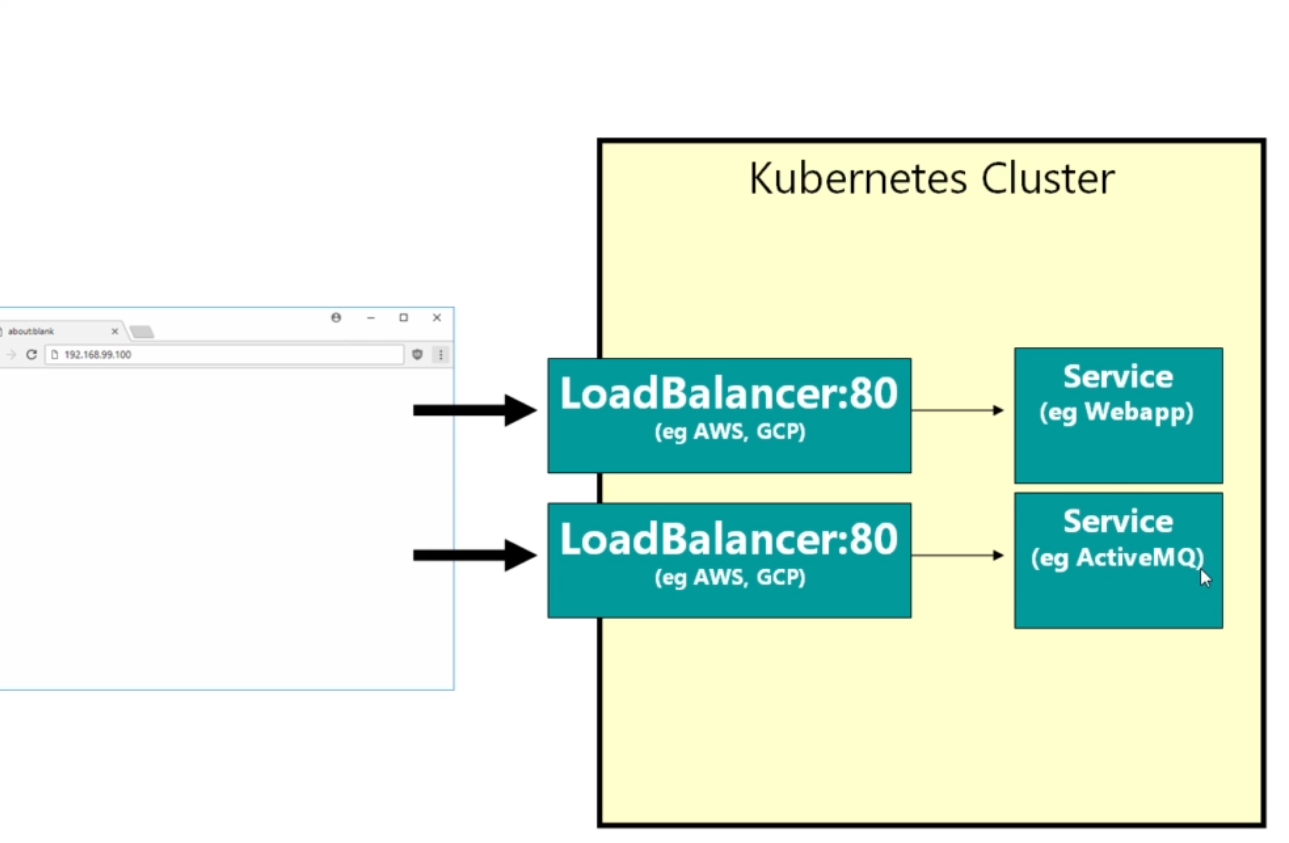 Kubernetes Cluster
about:blank
192.168.99.100
LoadBalancer:80
(eg AWS, GCP)
Service
(eg Webapp)
LoadBalancer:80
(eg AWS, GCP)
Service
(eg ActiveMQ)